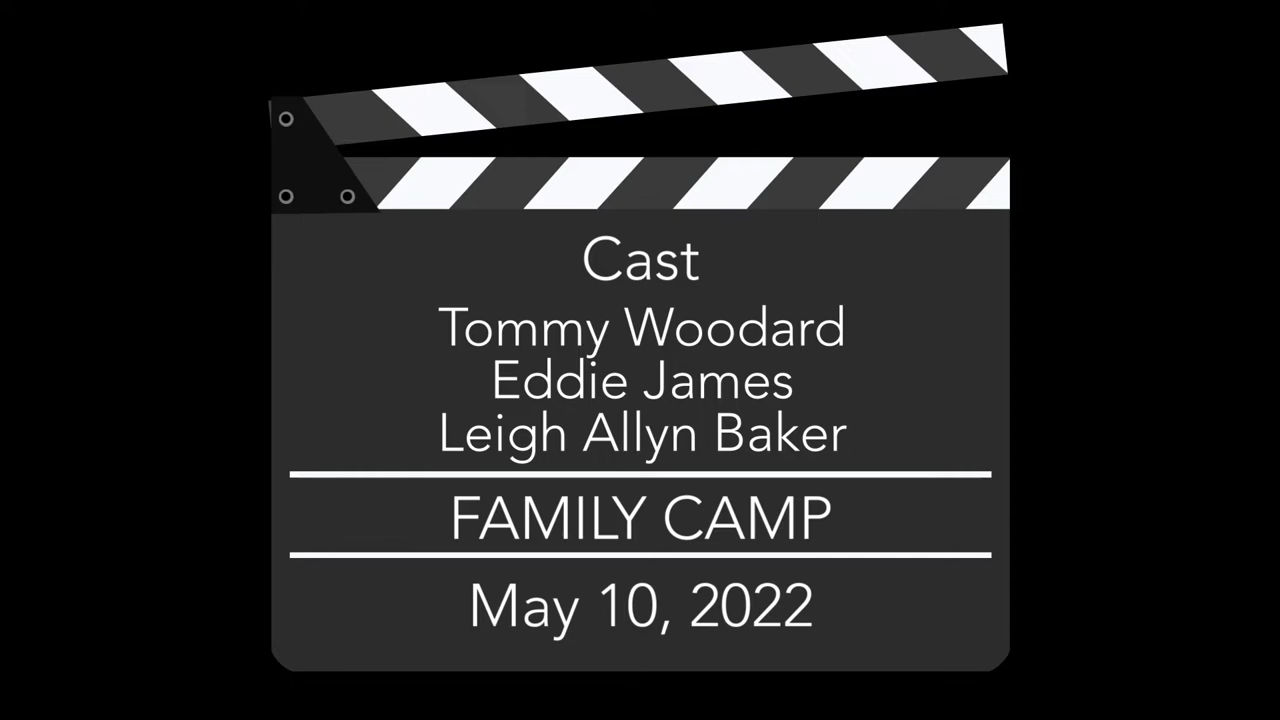 Cast
Tommy Woodard
Eddie James
Leigh Allyn Baker
FAMILY CAMP
May 10, 2022